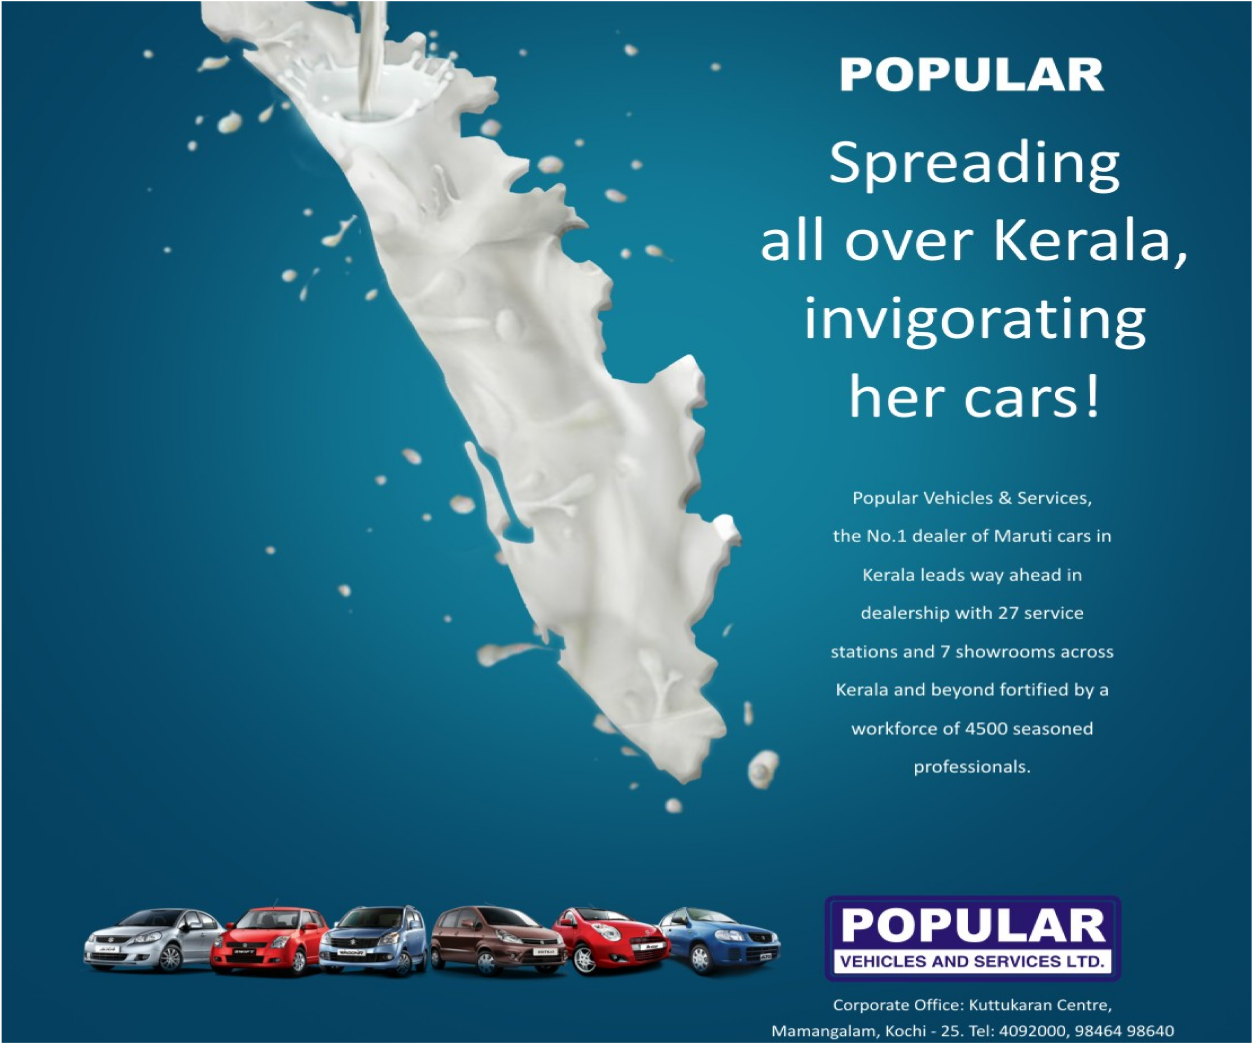 POPULAR
Spreading
all over Kerala,
invigorating
her cars!
Popular Vehicles & Services,
the No.1 dealer of Maruti cars in
Kerala leads way ahead in
dealership with 27 service
stations and 7 showrooms across
Kerala and beyond fortified by a
workforce of 4500 seasoned
professionals.
POPULAR
VEHICLES AND SERVICES LTD.
Corporate Office: Kuttukaran Centre,
Mamangalam, Kochi - 25. Tel: 4092000, 98464 98640